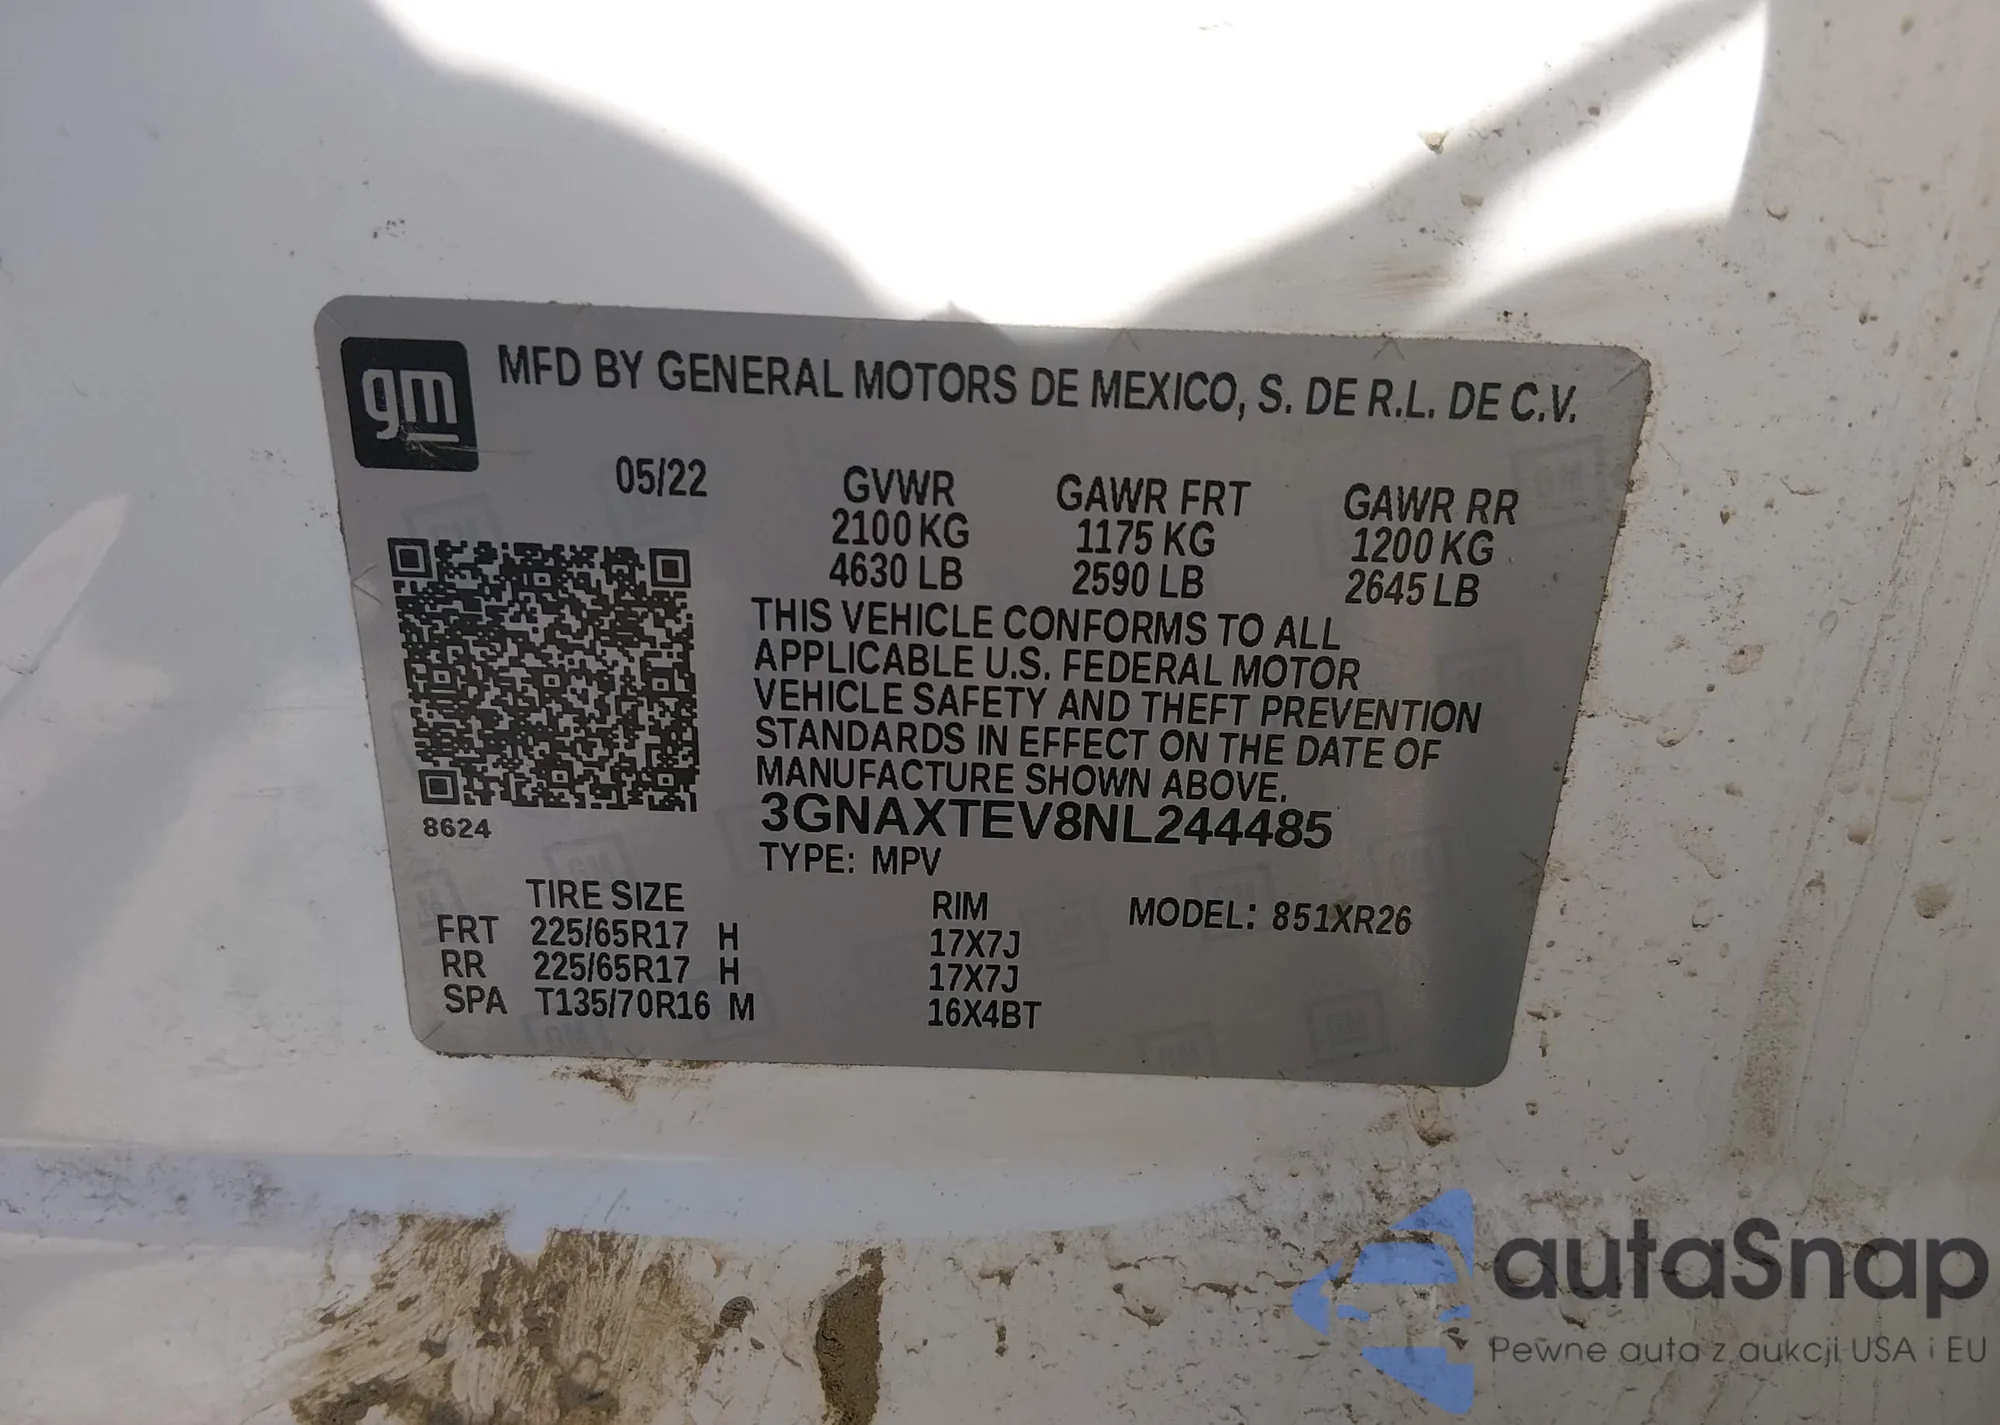 gm
MFD BY GENERAL MOTORS DE MEXICO, S. DE R.L. DE C.V.
05/22 GVWR GAWR FRT GAWR RR
2100 KG 1175 KG 1200 KG
4630 LB 2590 LB 2645 LB
THIS VEHICLE CONFORMS TO ALL
APPLICABLE U.S. FEDERAL MOTOR
VEHICLE SAFETY AND THEFT PREVENTION
STANDARDS IN EFFECT ON THE DATE OF
MANUFACTURE SHOWN ABOVE.
3GNAXTEV8NL244485
8624
TYPE: MPV
TIRE SIZE RIM MODEL: 851XR26
FRT 225/65R17 H 17X7J
RR 225/65R17 H 17X7J
SPA T135/70R16 M 16X4BT
autaSnap
Pewne auta z aukcji USA i EU